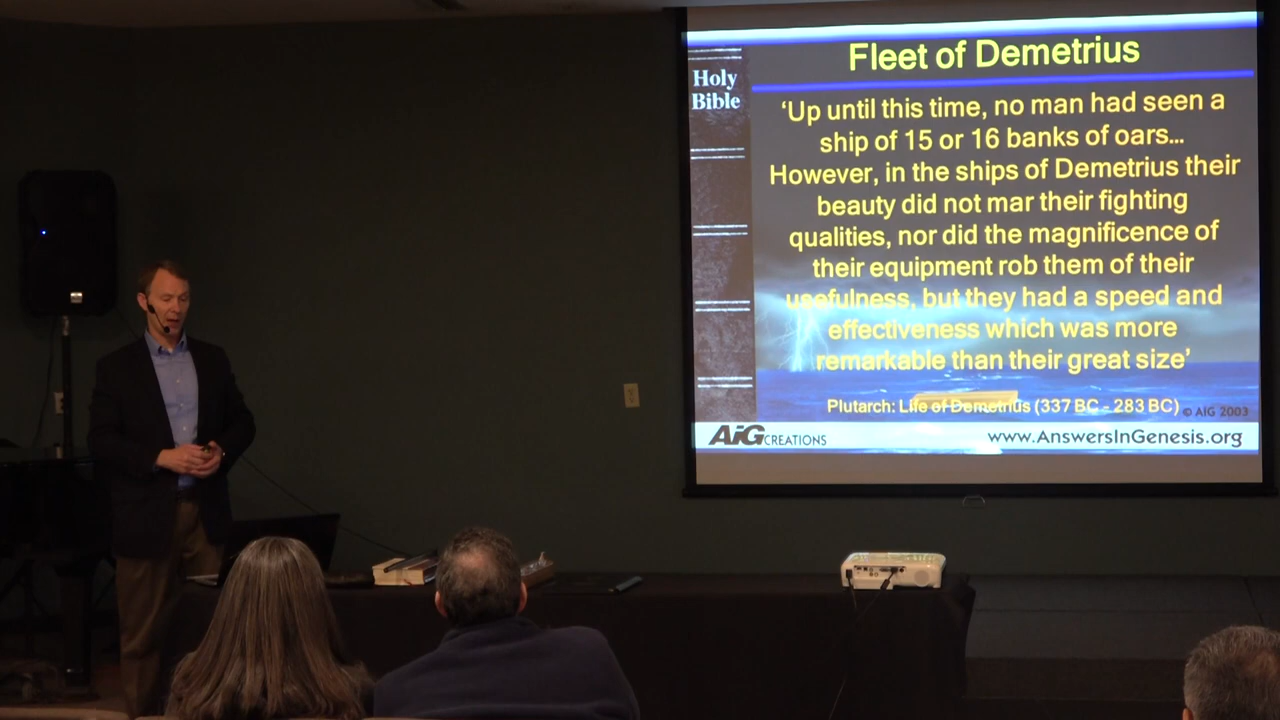 Fleet of Demetrius
Holy
Bible
‘Up until this time, no man had seen a
ship of 15 or 16 banks of oars...
However, in the ships of Demetrius their
beauty did not mar their fighting
qualities, nor did the magnificence of
their equipment rob them of their
usefulness, but they had a speed and
effectiveness which was more
remarkable than their great size’
Plutarch: Life of Demetrius (337 BC - 283 BC)
© AIG 2003
AiG CREATIONS
www.AnswersInGenesis.org